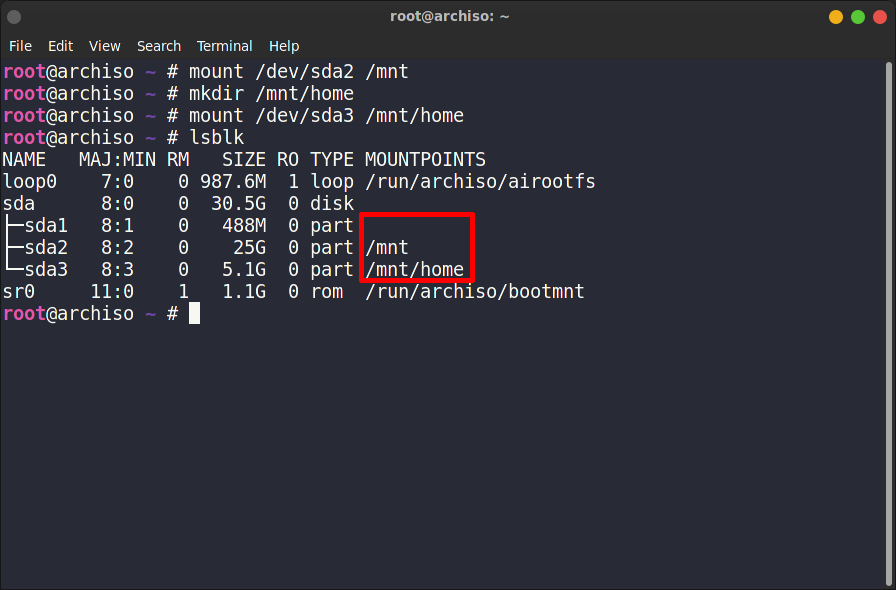 root@archiso: ~
File Edit View Search Terminal Help
root@archiso ~ # mount /dev/sda2 /mnt
root@archiso ~ # mkdir /mnt/home
root@archiso ~ # mount /dev/sda3 /mnt/home
root@archiso ~ # lsblk
NAME   MAJ:MIN RM   SIZE RO TYPE MOUNTPOINTS
loop0    7:0    0 987.6M  1 loop /run/archiso/airootfs
sda      8:0    0  30.5G  0 disk
├─sda1   8:1    0   488M  0 part
├─sda2   8:2    0    25G  0 part /mnt
└─sda3   8:3    0   5.1G  0 part /mnt/home
sr0     11:0    1   1.1G  0 rom  /run/archiso/bootmnt
root@archiso ~ #